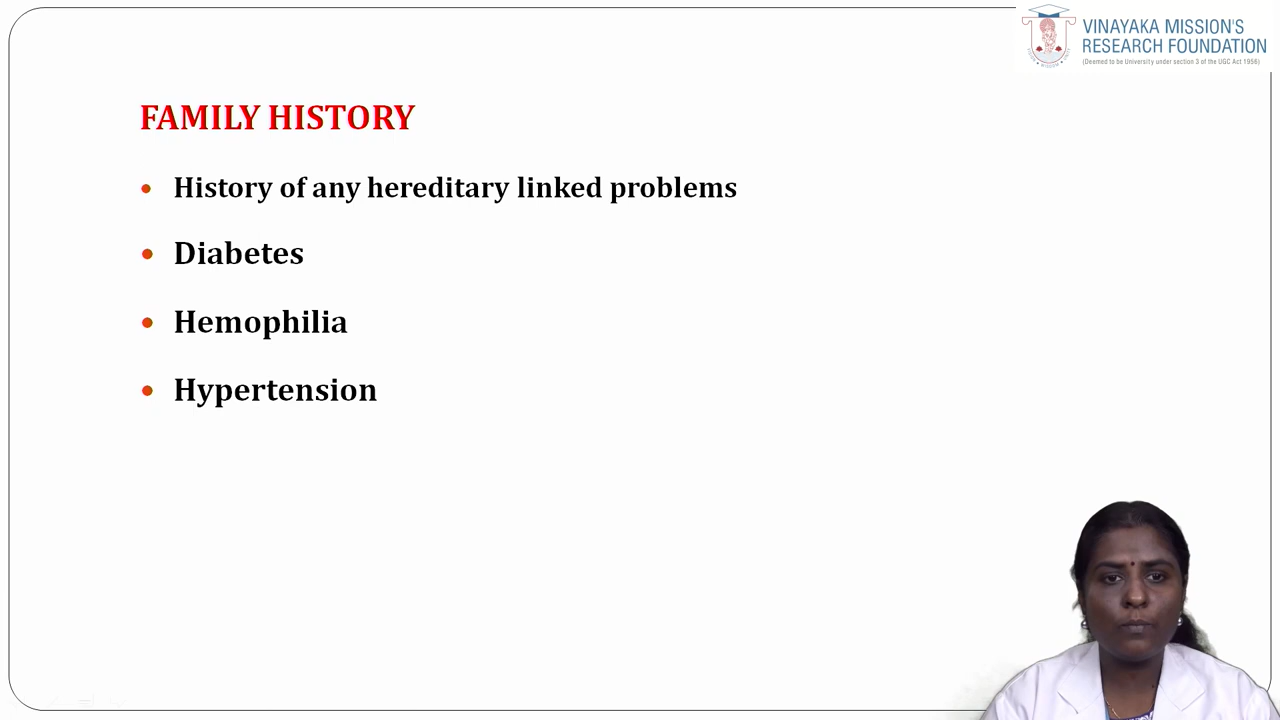 VINAYAKA MISSION'S
RESEARCH FOUNDATION
(Deemed to be University under section 3 of the UGC Act 1956)
FAMILY HISTORY
• History of any hereditary linked problems
• Diabetes
• Hemophilia
• Hypertension